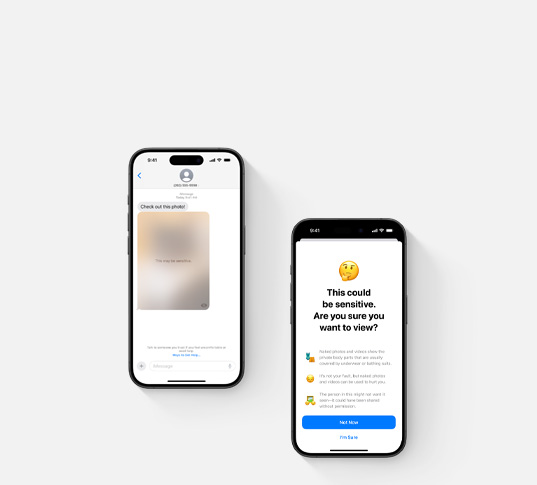 9:41
iMessage
Check out this photo!
This may be sensitive.
Message
9:41
This could
be sensitive.
Are you sure you
want to view?
Naked photos and videos show the
private body parts that are usually
covered by underwear or bathing suits.
It's not your fault, but naked photos
and videos can be used to hurt you.
The person in this might not want it
seen—it could have been shared
without permission.
Not Now
I'm Sure